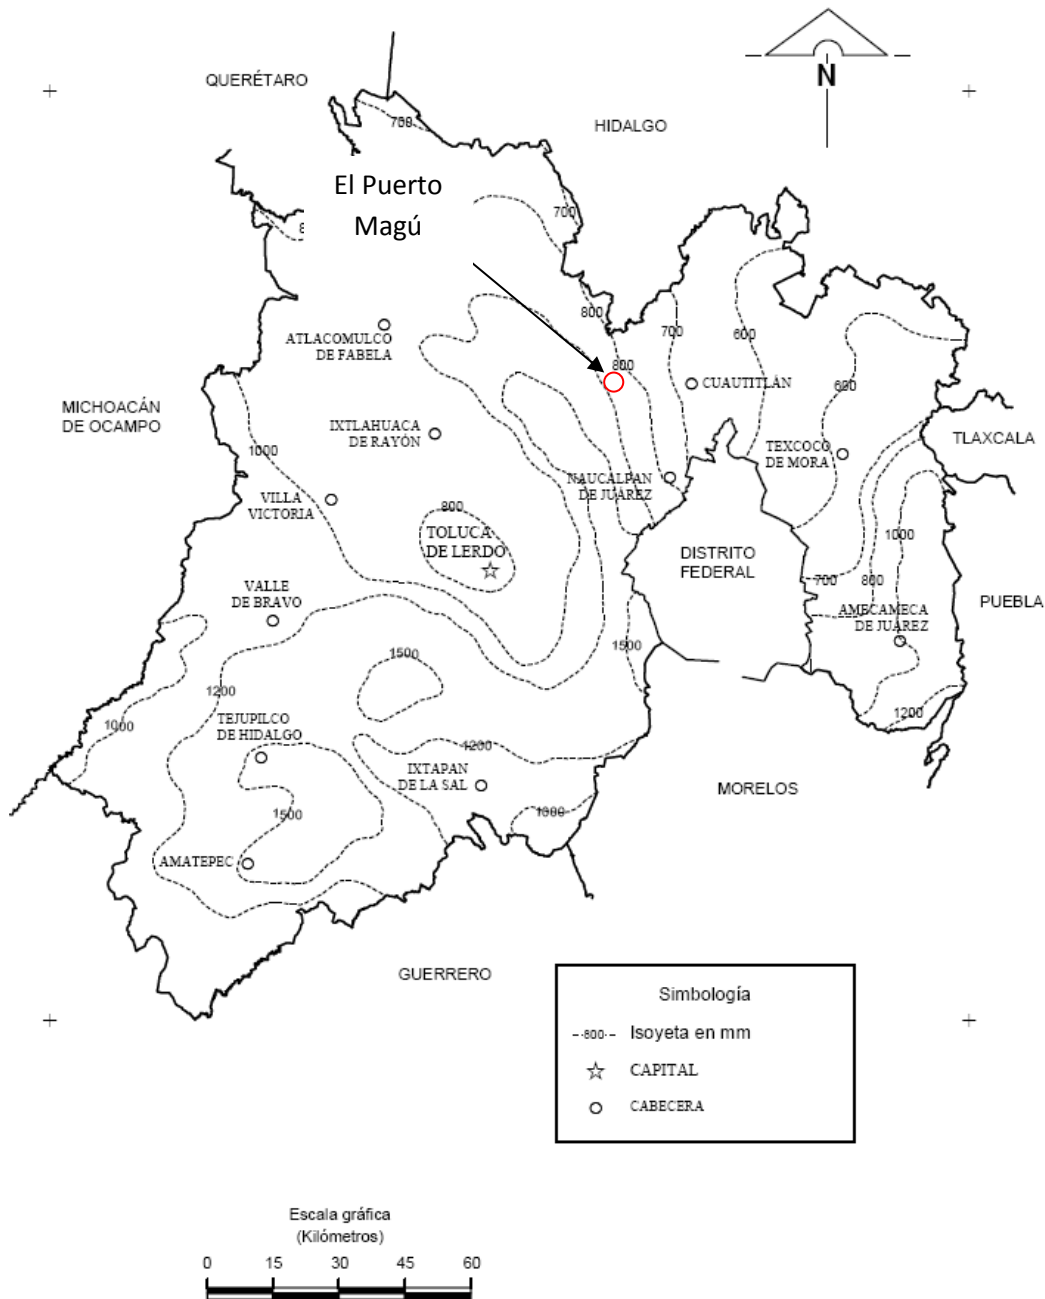 QUERÉTARO
N
HIDALGO
700
El Puerto
Magú
700
800
700
600
ATLACOMULCO
DE FABELA
800
CUAUTITLÁN
600
MICHOACÁN
DE OCAMPO
IXTLAHUACA
DE RAYÓN
TLAXCALA
1000
TEXCOCO
DE MORA
NAUCALPAN
DE JUÁREZ
VILLA
VICTORIA
800
TOLUCA
DE LERDO
1000
DISTRITO
FEDERAL
700
800
VALLE
DE BRAVO
PUEBLA
AMECAMECA
DE JUÁREZ
1500
1500
1200
1000
TEJUPILCO
DE HIDALGO
1200
1200
IXTAPAN
DE LA SAL
MORELOS
1500
1000
AMATEPEC
GUERRERO
Simbología
800 Isoyeta en mm
CAPITAL
CABECERA
Escala gráfica
(Kilómetros)
0 15 30 45 60